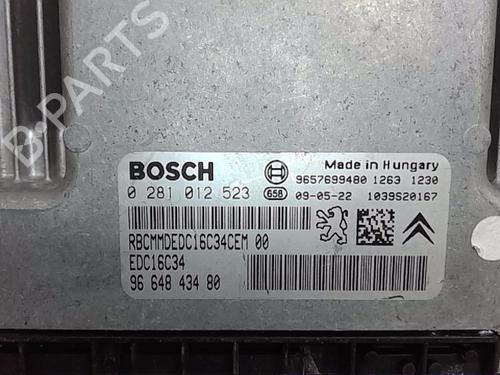 B-PARTS
BOSCH
Made in Hungary
0 281 012 523
658
9657699480 1263 1230
09-05-22 1039S20167
RBCMMDEDC16C34CEM 00
EDC16C34
96 648 434 80